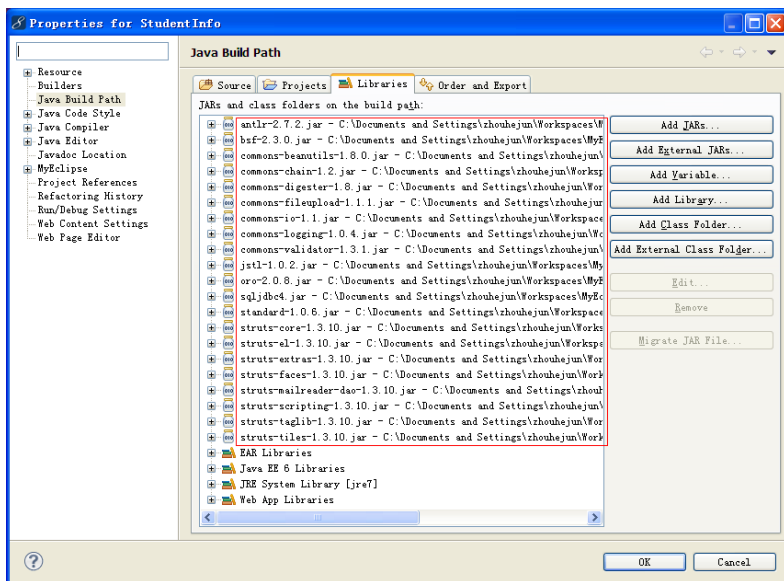 Properties for StudentInfo
Java Build Path
Resource
Builders
Java Build Path
Java Code Style
Java Compiler
Java Editor
Javadoc Location
MyEclipse
Project References
Refactoring History
Run/Debug Settings
Web Content Settings
Web Page Editor
Source Projects Libraries Order and Export
JARs and class folders on the build path:
antlr-2.7.2.jar - C:\Documents and Settings\zhouhejun\Workspaces\M
bsf-2.3.0.jar - C:\Documents and Settings\zhouhejun\Workspaces\MyE
commons-beanutils-1.8.0.jar - C:\Documents and Settings\zhouhejun\
commons-chain-1.2.jar - C:\Documents and Settings\zhouhejun\Worksp
commons-digester-1.8.jar - C:\Documents and Settings\zhouhejun\Wor
commons-fileupload-1.1.1.jar - C:\Documents and Settings\zhouhejun
commons-io-1.1.jar - C:\Documents and Settings\zhouhejun\Workspace
commons-logging-1.0.4.jar - C:\Documents and Settings\zhouhejun\Wo
commons-validator-1.3.1.jar - C:\Documents and Settings\zhouhejun\
jstl-1.0.2.jar - C:\Documents and Settings\zhouhejun\Workspaces\My
oro-2.0.8.jar - C:\Documents and Settings\zhouhejun\Workspaces\MyE
sqljdbc4.jar - C:\Documents and Settings\zhouhejun\Workspaces\MyEc
standard-1.0.6.jar - C:\Documents and Settings\zhouhejun\Workspace
struts-core-1.3.10.jar - C:\Documents and Settings\zhouhejun\Works
struts-el-1.3.10.jar - C:\Documents and Settings\zhouhejun\Workspa
struts-extras-1.3.10.jar - C:\Documents and Settings\zhouhejun\Wor
struts-faces-1.3.10.jar - C:\Documents and Settings\zhouhejun\Work
struts-mailreader-dao-1.3.10.jar - C:\Documents and Settings\zhouh
struts-scripting-1.3.10.jar - C:\Documents and Settings\zhouhejun\
struts-taglib-1.3.10.jar - C:\Documents and Settings\zhouhejun\Wor
struts-tiles-1.3.10.jar - C:\Documents and Settings\zhouhejun\Work
EAR Libraries
Java EE 6 Libraries
JRE System Library [jre7]
Web App Libraries
Add JARs...
Add External JARs...
Add Variable...
Add Library...
Add Class Folder...
Add External Class Folder...
Edit...
Remove
Migrate JAR File...
OK Cancel